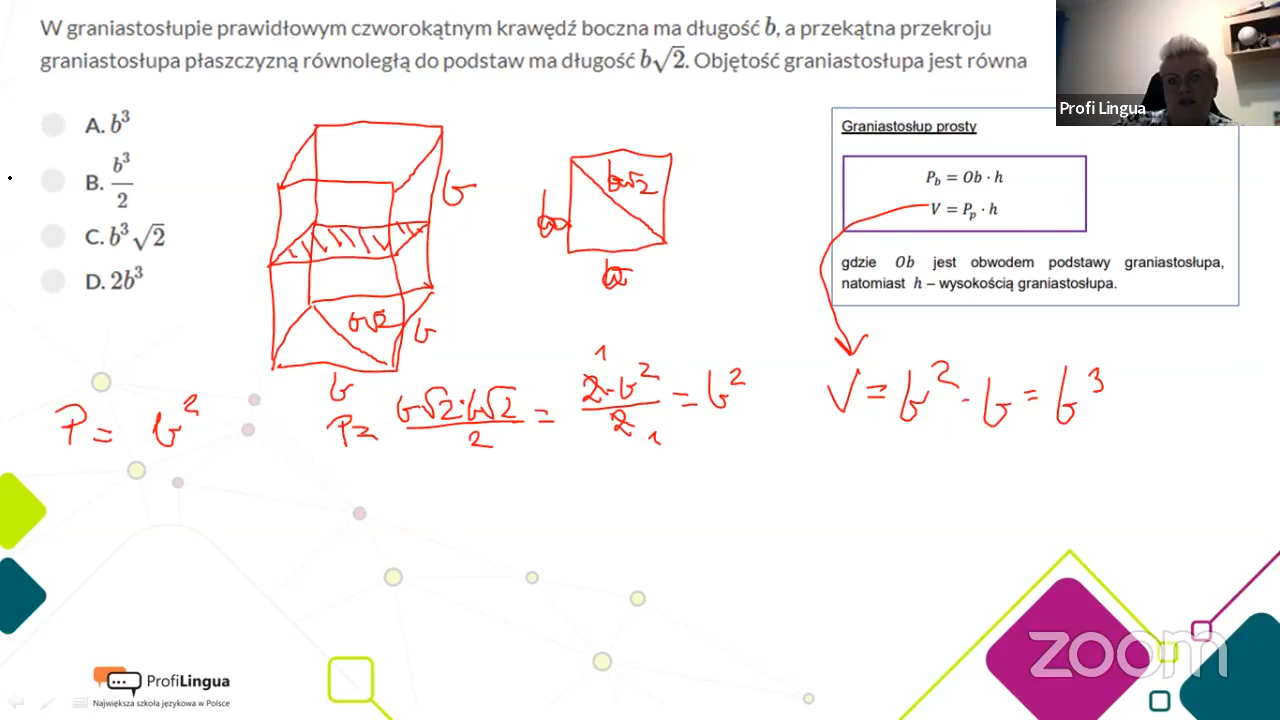 W graniastosłupie prawidłowym czworokątnym krawędź boczna ma długość b, a przekątna przekroju
graniastosłupa płaszczyzną równoległą do podstaw ma długość b√2. Objętość graniastosłupa jest równa
A. b³
B. b³/2
C. b³√2
D. 2b³
b
b√2
b
b
b√2
Profi Lingua
Graniastosłup prosty
P_b = Ob · h
V = P_p · h
gdzie Ob jest obwodem podstawy graniastosłupa,
natomiast h – wysokością graniastosłupa.
P = b²
P = b√2·b√2/2 = 2·b²/2 = b²
1
1
V = b² · b = b³
ProfiLingua
Największa szkoła językowa w Polsce
zoom